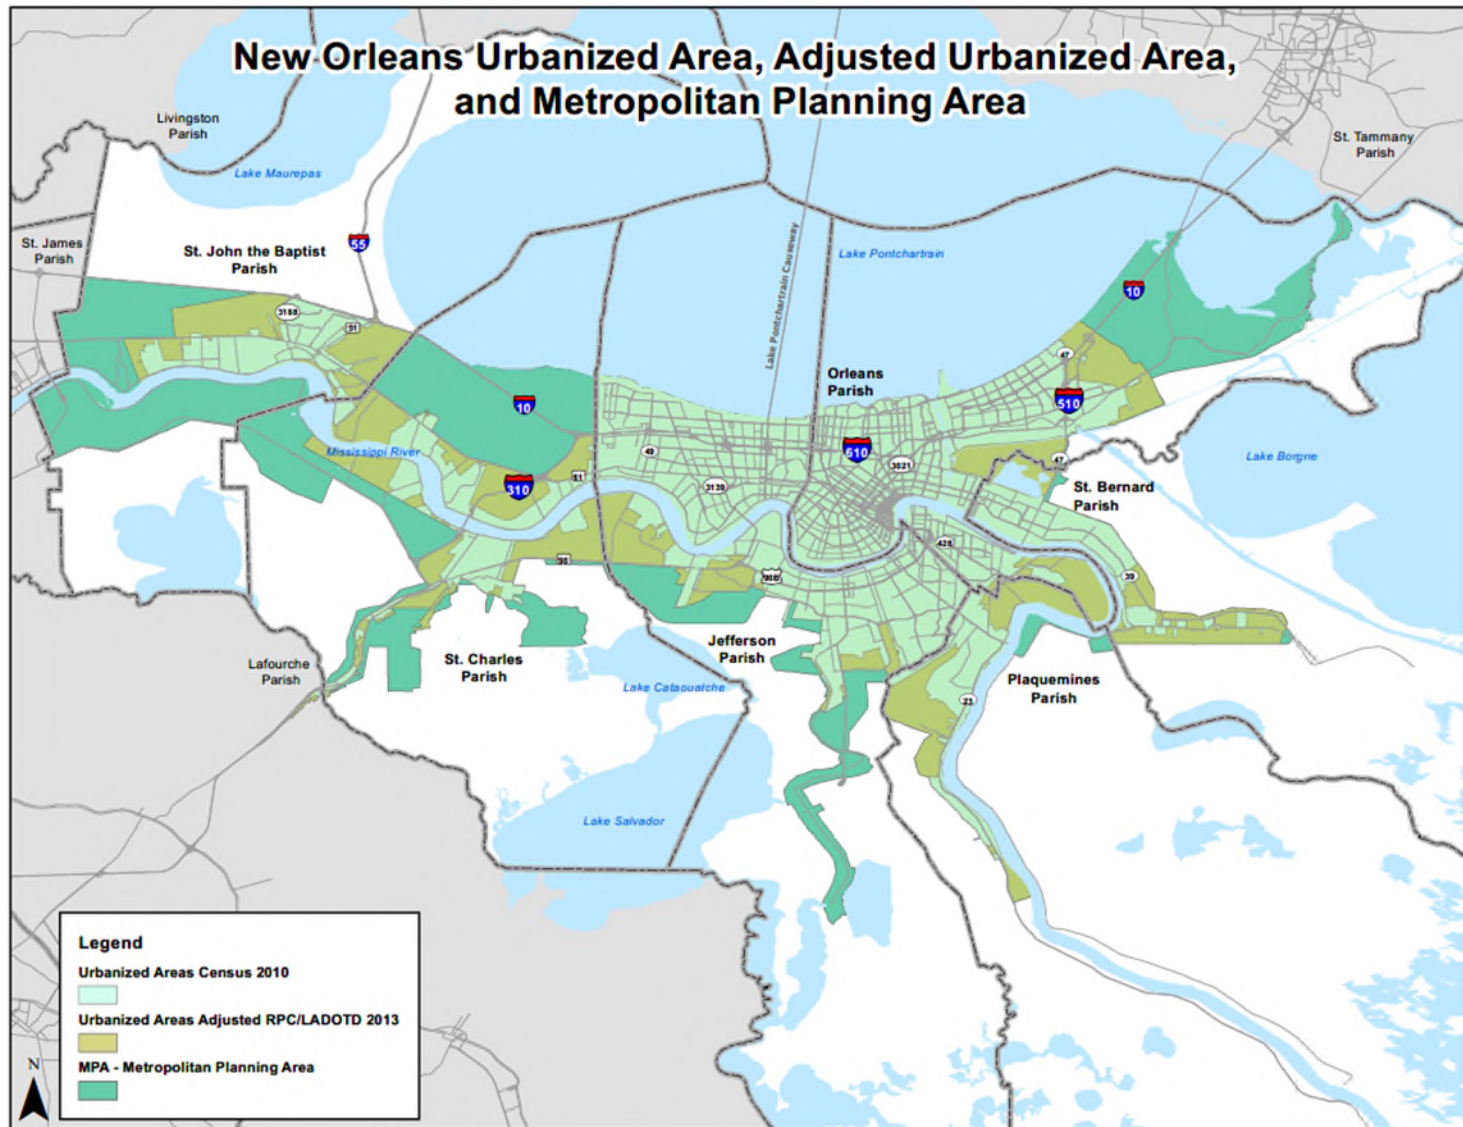 New Orleans Urbanized Area, Adjusted Urbanized Area,
and Metropolitan Planning Area
Livingston
Parish
St. Tammany
Parish
Lake Maurepas
St. James
Parish
St. John the Baptist
Parish
55
Lake Pontchartrain Causeway
Lake Pontchartrain
10
3188
51
47
Orleans
Parish
510
10
49
610
3021
Mississippi River
61
310
3139
47
Lake Borgne
St. Bernard
Parish
428
90
90B
39
Lafourche
Parish
St. Charles
Parish
Jefferson
Parish
Lake Cataouatche
Plaquemines
Parish
23
Lake Salvador
Legend
Urbanized Areas Census 2010
Urbanized Areas Adjusted RPC/LADOTD 2013
MPA - Metropolitan Planning Area
N